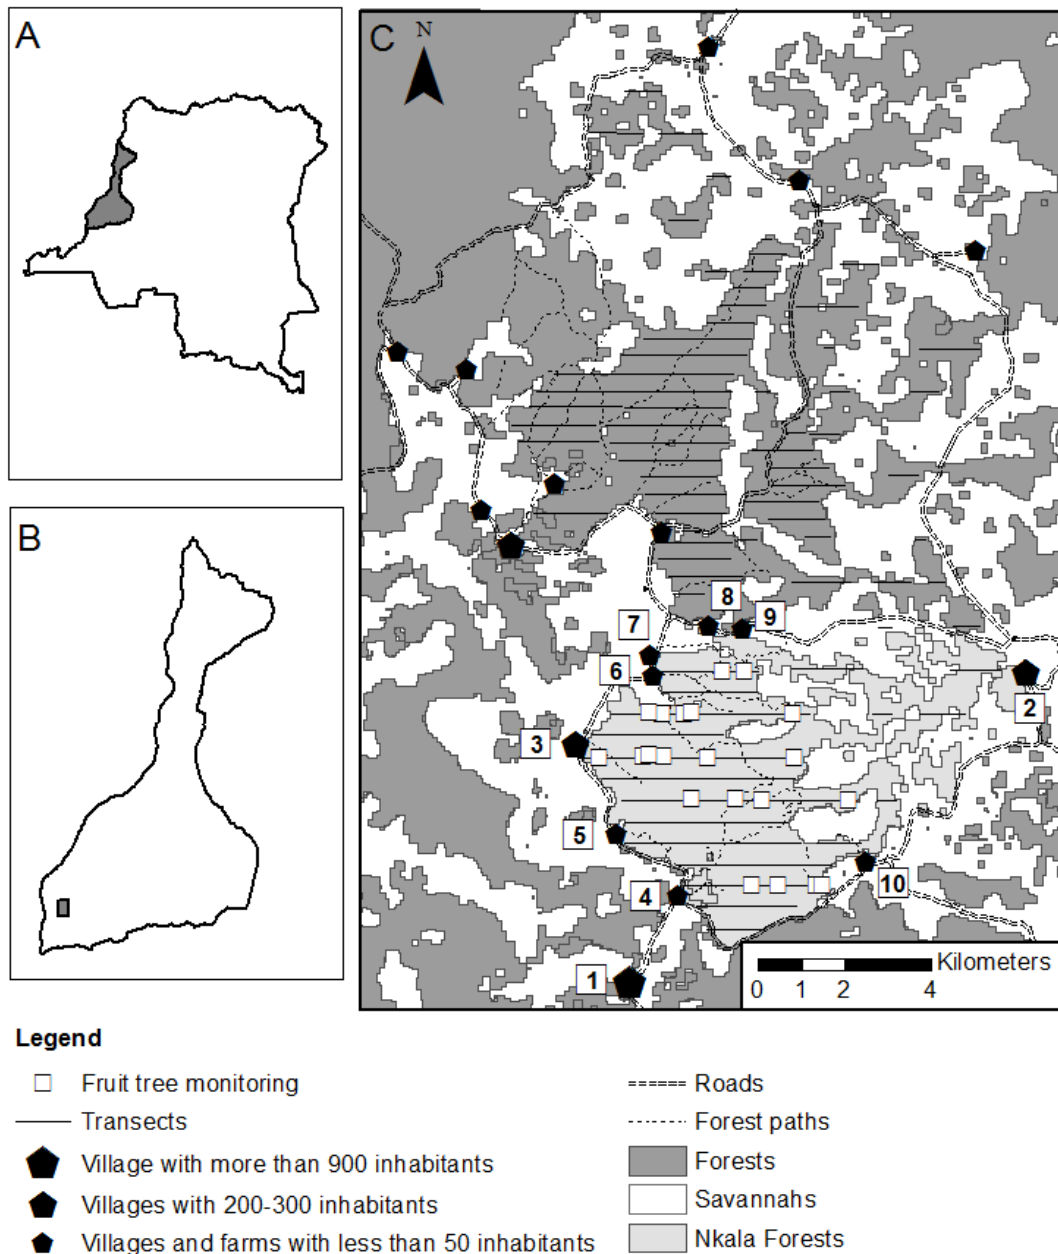 A
B
C
N
8
9
7
6
2
3
5
10
4
1
Kilometers
0 1 2 4
Legend
Fruit tree monitoring
Transects
Village with more than 900 inhabitants
Villages with 200-300 inhabitants
Villages and farms with less than 50 inhabitants
Roads
Forest paths
Forests
Savannahs
Nkala Forests